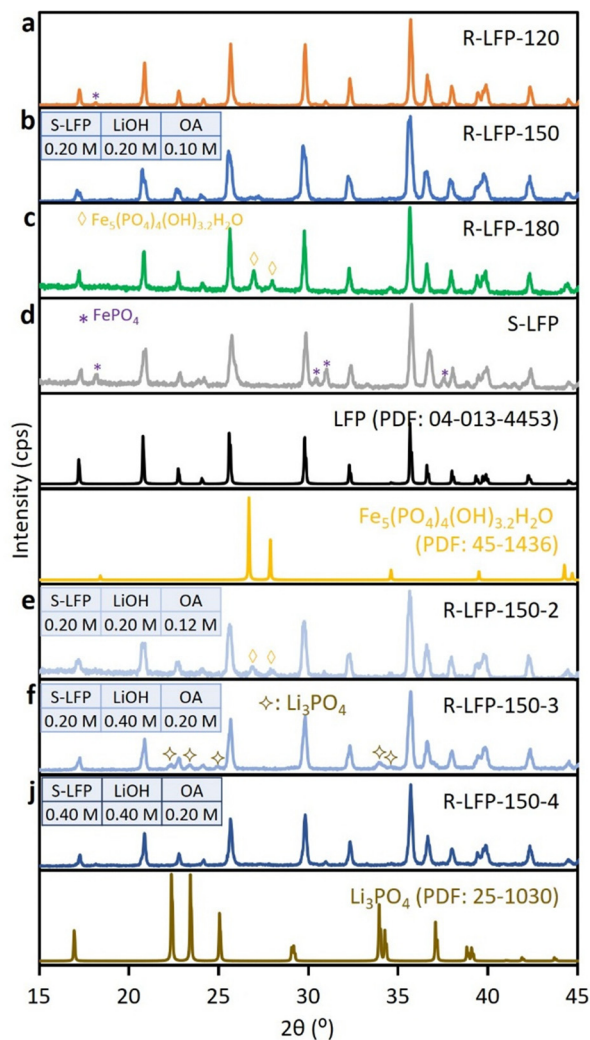 a
R-LFP-120
*
b
S-LFP LiOH OA
0.20 M 0.20 M 0.10 M
R-LFP-150
c
◊ Fe₅(PO₄)₄(OH)₃.₂H₂O
R-LFP-180
◊ ◊
d
* FePO₄
S-LFP
* * * *
LFP (PDF: 04-013-4453)
Fe₅(PO₄)₄(OH)₃.₂H₂O
(PDF: 45-1436)
e
S-LFP LiOH OA
0.20 M 0.20 M 0.12 M
R-LFP-150-2
◊ ◊
f
S-LFP LiOH OA
0.20 M 0.40 M 0.20 M
✧: Li₃PO₄
R-LFP-150-3
✧ ✧ ✧ ✧ ✧
j
S-LFP LiOH OA
0.40 M 0.40 M 0.20 M
R-LFP-150-4
Li₃PO₄ (PDF: 25-1030)
Intensity (cps)
15 20 25 30 35 40 45
2θ (°)